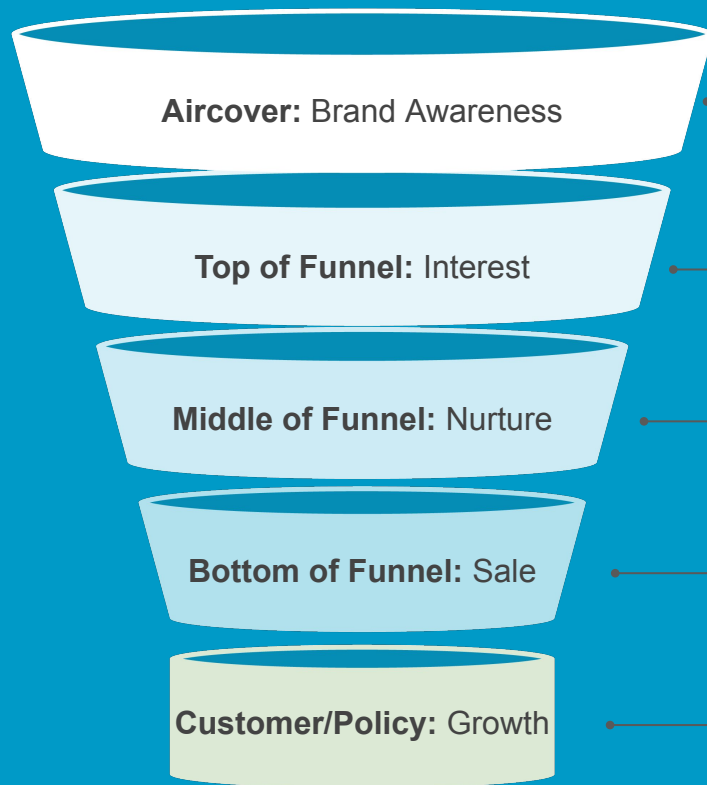 Aircover: Brand Awareness
Top of Funnel: Interest
Middle of Funnel: Nurture
Bottom of Funnel: Sale
Customer/Policy: Growth